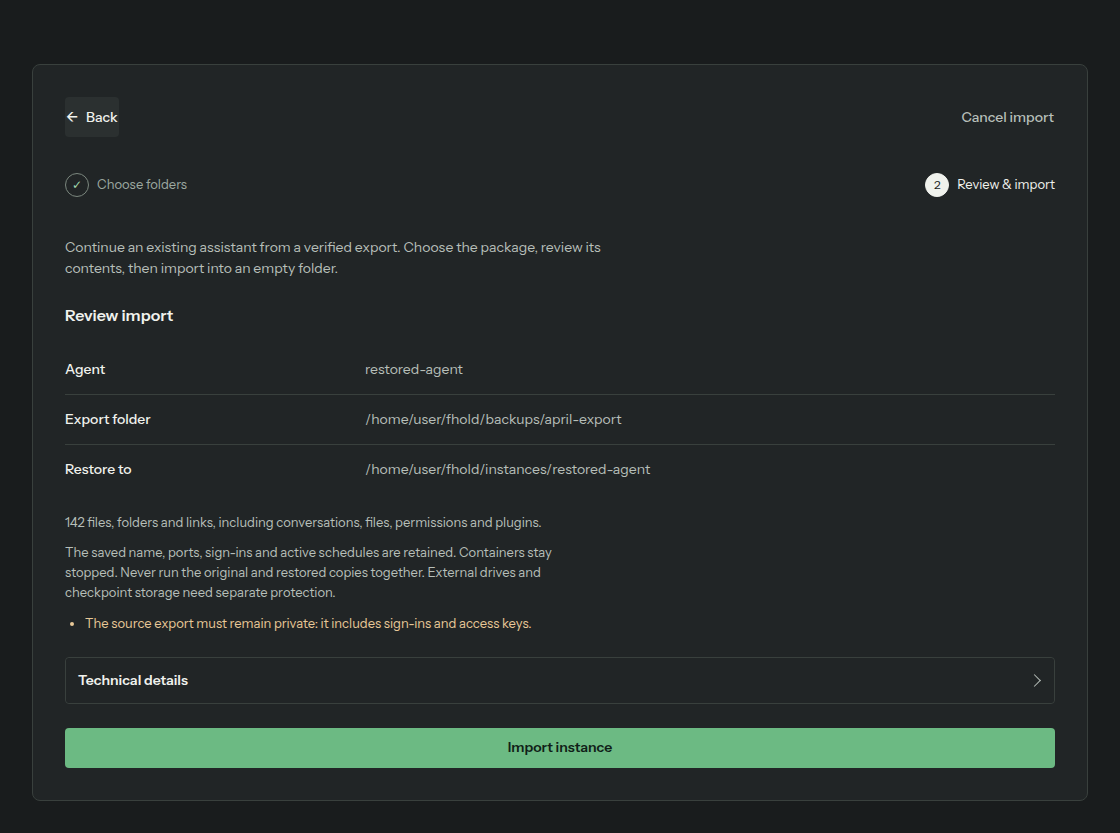 ← Back
Cancel import
✓ Choose folders
2 Review & import
Continue an existing assistant from a verified export. Choose the package, review its
contents, then import into an empty folder.
Review import
Agent restored-agent
Export folder /home/user/fhold/backups/april-export
Restore to /home/user/fhold/instances/restored-agent
142 files, folders and links, including conversations, files, permissions and plugins.
The saved name, ports, sign-ins and active schedules are retained. Containers stay
stopped. Never run the original and restored copies together. External drives and
checkpoint storage need separate protection.
• The source export must remain private: it includes sign-ins and access keys.
Technical details
Import instance